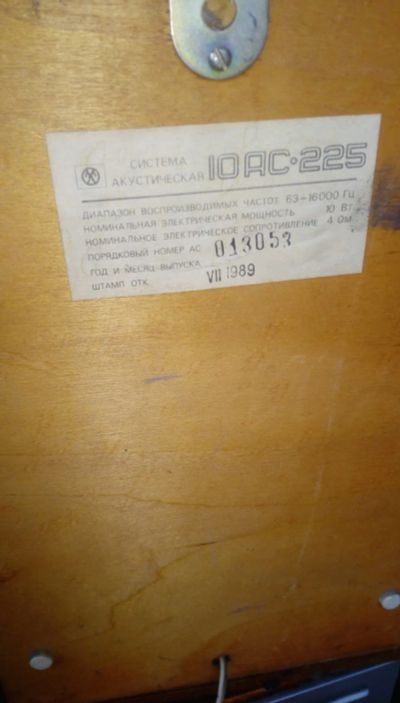 СИСТЕМА
АКУСТИЧЕСКАЯ 10АС-225
ДИАПАЗОН ВОСПРОИЗВОДИМЫХ ЧАСТОТ 63-16000 ГЦ
НОМИНАЛЬНАЯ ЭЛЕКТРИЧЕСКАЯ МОЩНОСТЬ 10 ВТ
НОМИНАЛЬНОЕ ЭЛЕКТРИЧЕСКОЕ СОПРОТИВЛЕНИЕ 4 ОМ
ПОРЯДКОВЫЙ НОМЕР АС 013053
ГОД И МЕСЯЦ ВЫПУСКА VII 1989
ШТАМП ОТК